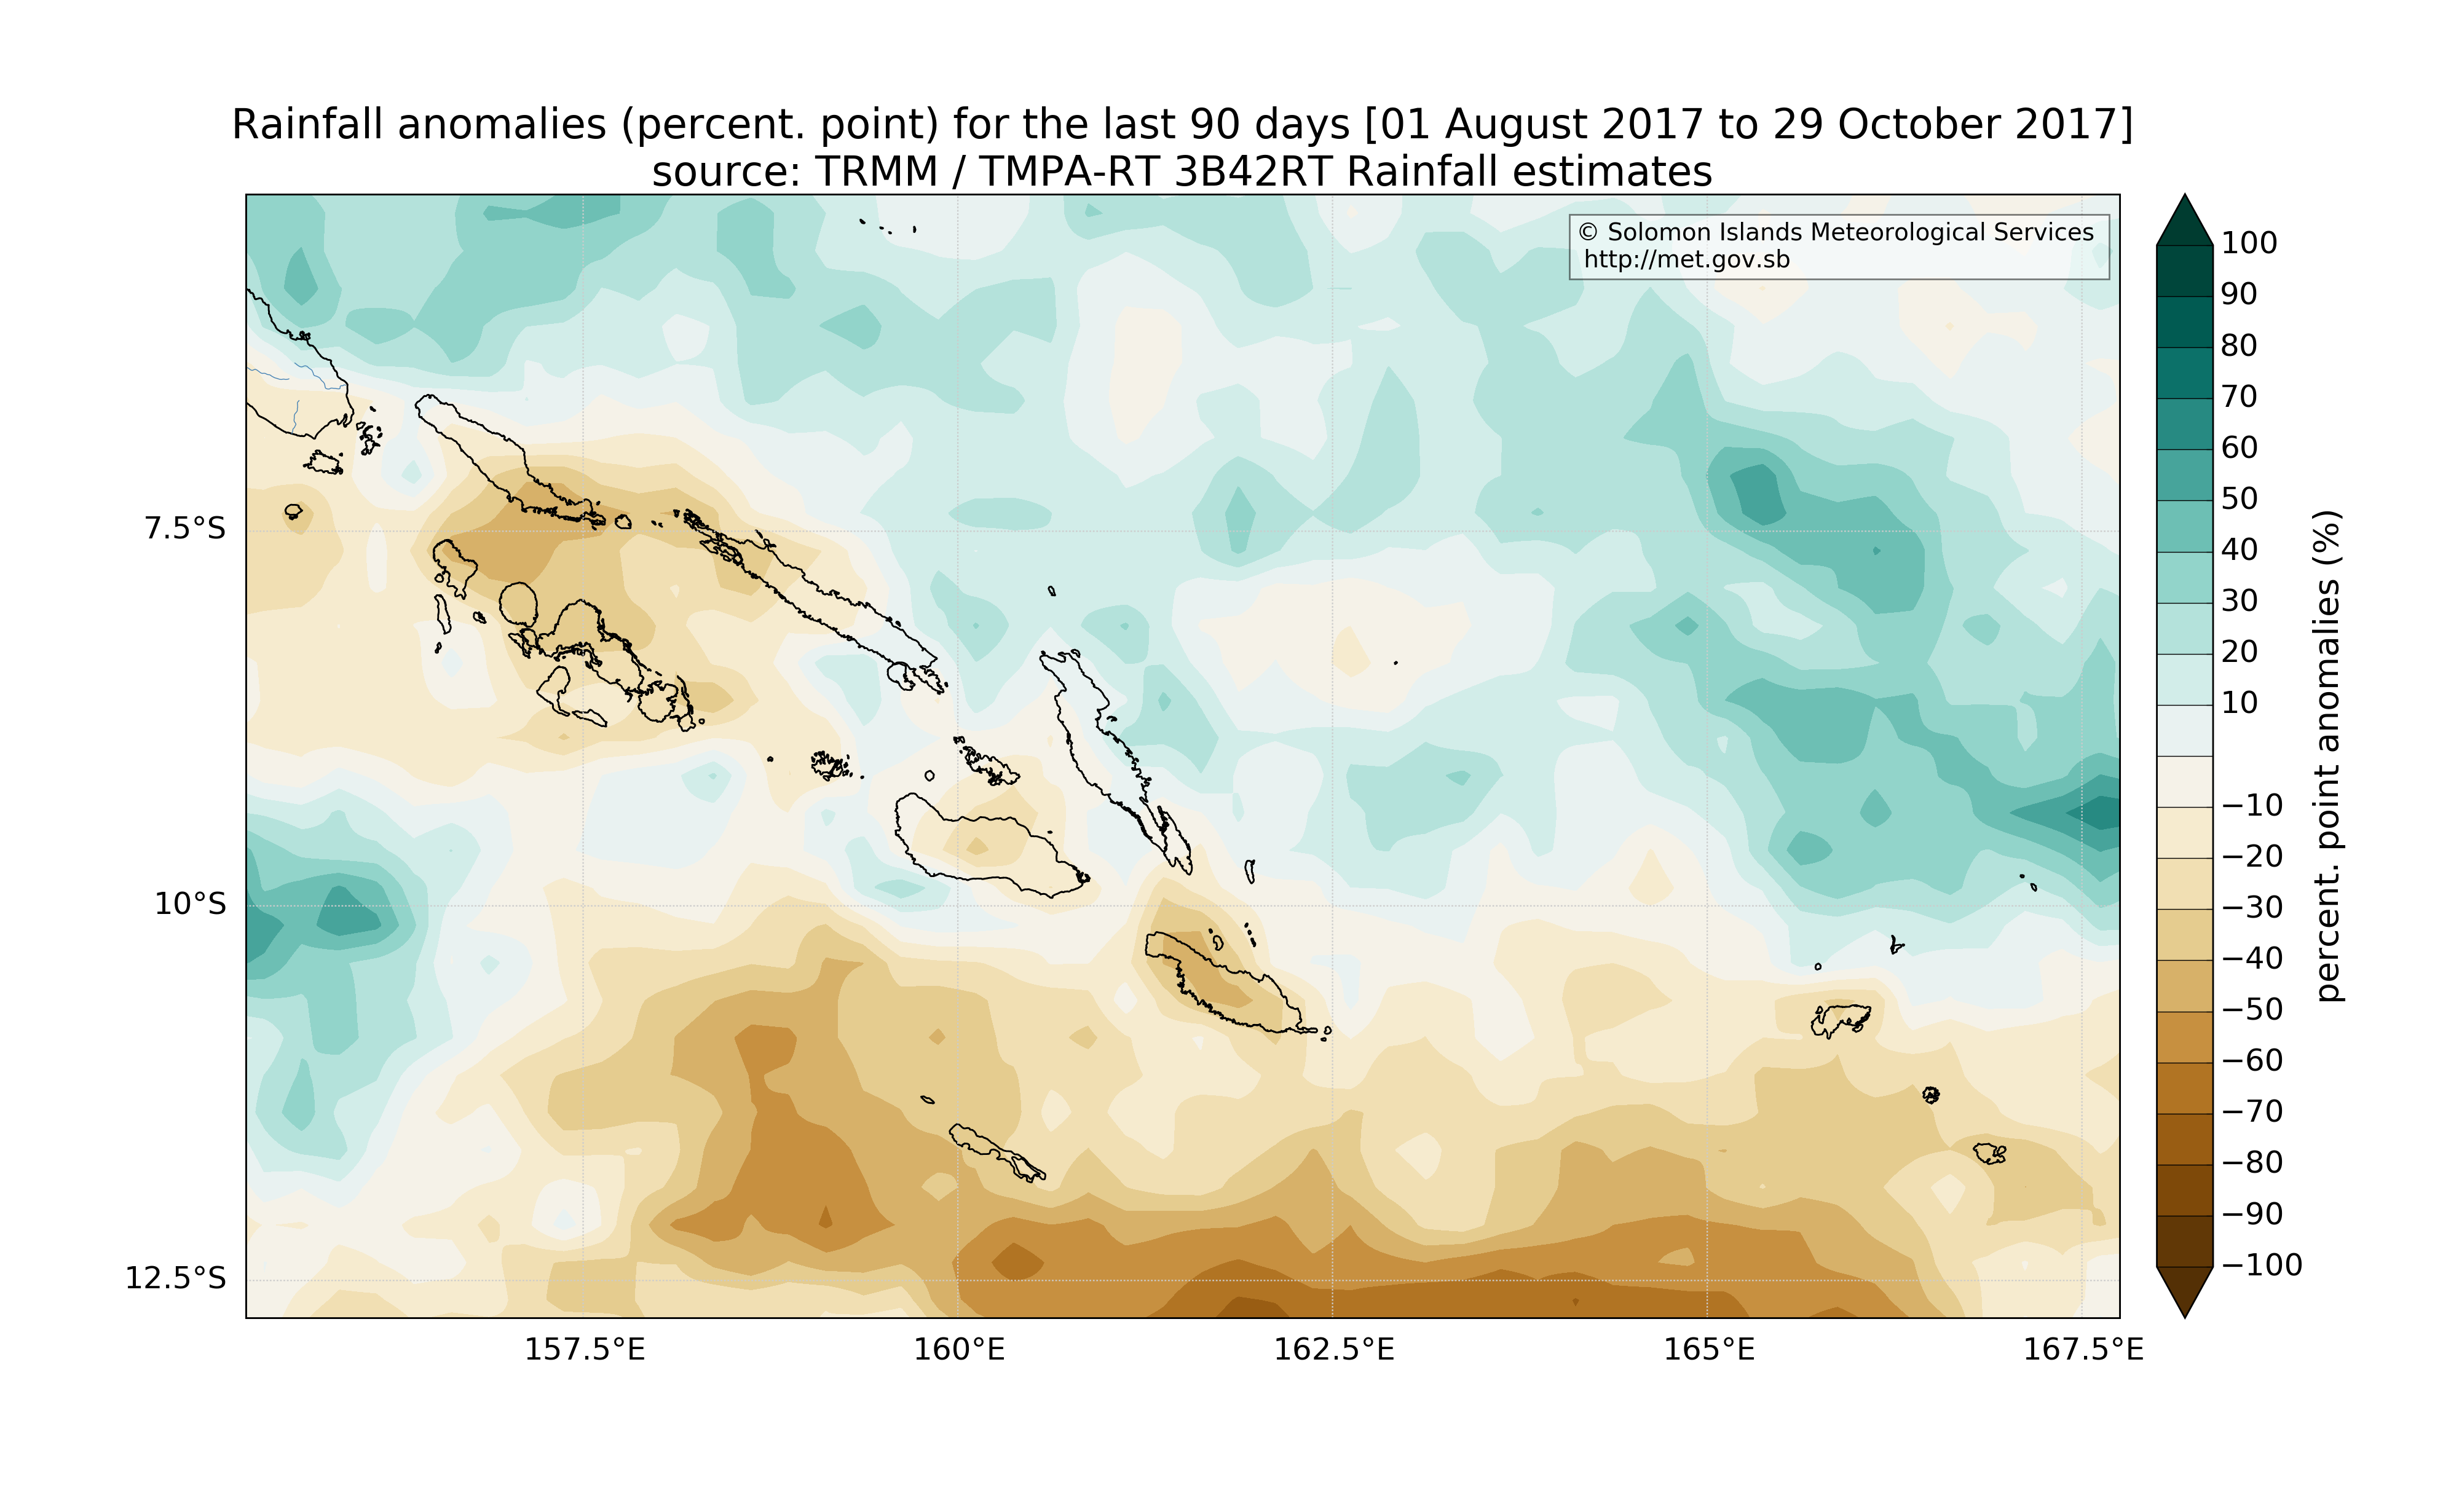 Rainfall anomalies (percent. point) for the last 90 days [01 August 2017 to 29 October 2017]
source: TRMM / TMPA-RT 3B42RT Rainfall estimates
© Solomon Islands Meteorological Services
http://met.gov.sb
7.5°S
10°S
12.5°S
157.5°E
160°E
162.5°E
165°E
167.5°E
100
90
80
70
60
50
40
30
20
10
−10
−20
−30
−40
−50
−60
−70
−80
−90
−100
percent. point anomalies (%)